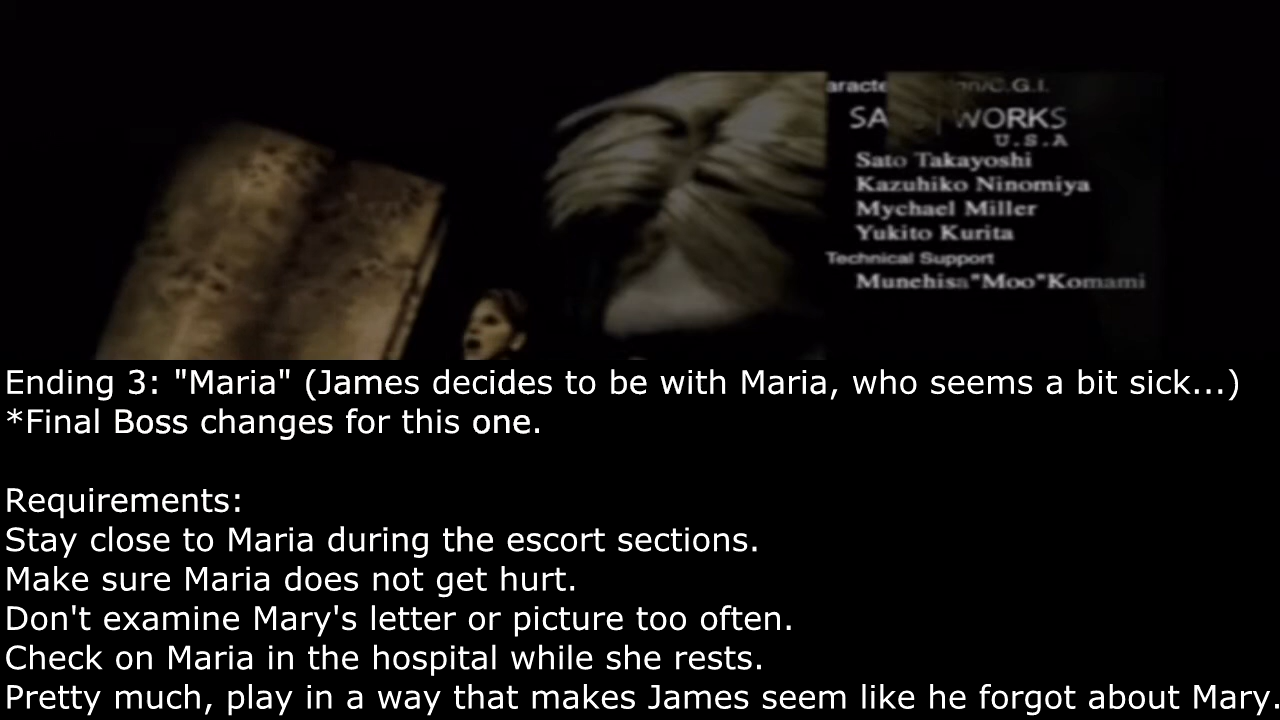 U.S.A
WORKS
Sato Takayoshi
Kazuhiko Ninomiya
Mychael Miller
Yukito Kurita
Technical Support
Munehisa"Moo"Komami
Ending 3: "Maria" (James decides to be with Maria, who seems a bit sick...)
*Final Boss changes for this one.
Requirements:
Stay close to Maria during the escort sections.
Make sure Maria does not get hurt.
Don't examine Mary's letter or picture too often.
Check on Maria in the hospital while she rests.
Pretty much, play in a way that makes James seem like he forgot about Mary.